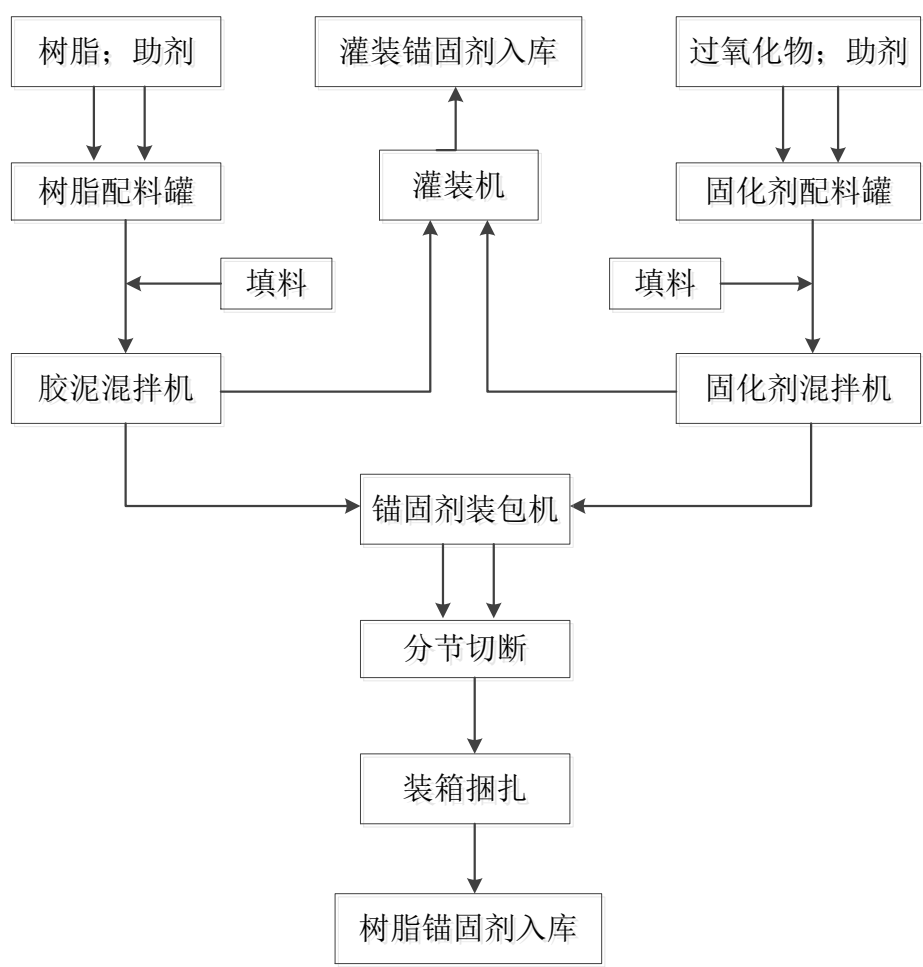 树脂；助剂
灌装锚固剂入库
过氧化物；助剂
树脂配料罐
灌装机
固化剂配料罐
填料
填料
胶泥混拌机
固化剂混拌机
锚固剂装包机
分节切断
装箱捆扎
树脂锚固剂入库